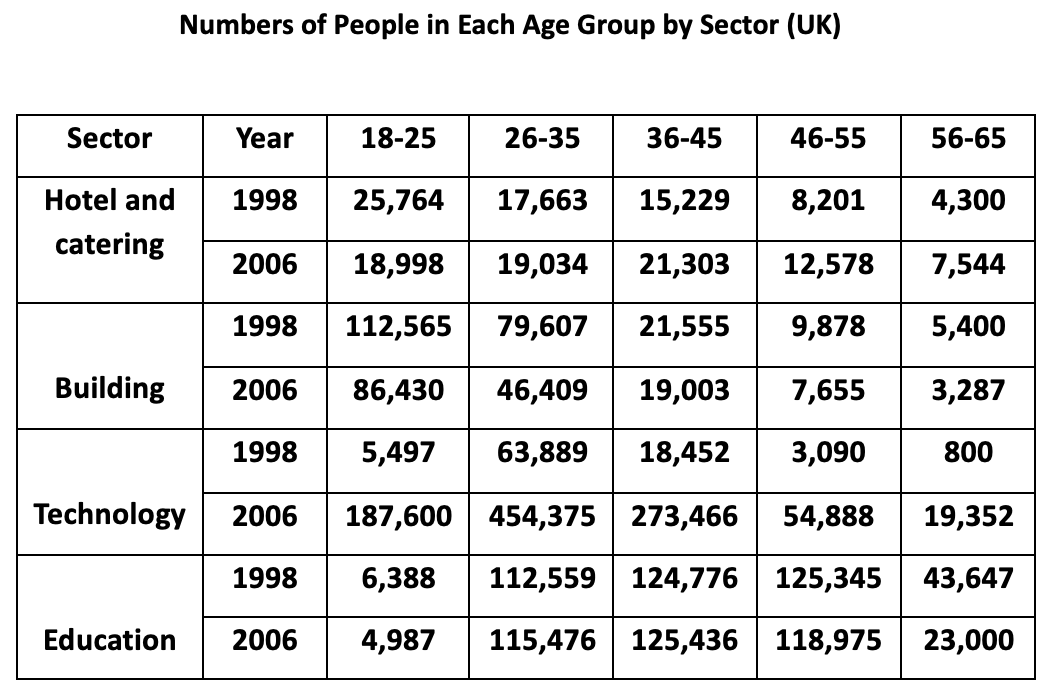 Numbers of People in Each Age Group by Sector (UK)
Sector Year 18-25 26-35 36-45 46-55 56-65
Hotel and catering 1998 25,764 17,663 15,229 8,201 4,300
2006 18,998 19,034 21,303 12,578 7,544
Building 1998 112,565 79,607 21,555 9,878 5,400
2006 86,430 46,409 19,003 7,655 3,287
Technology 1998 5,497 63,889 18,452 3,090 800
2006 187,600 454,375 273,466 54,888 19,352
Education 1998 6,388 112,559 124,776 125,345 43,647
2006 4,987 115,476 125,436 118,975 23,000